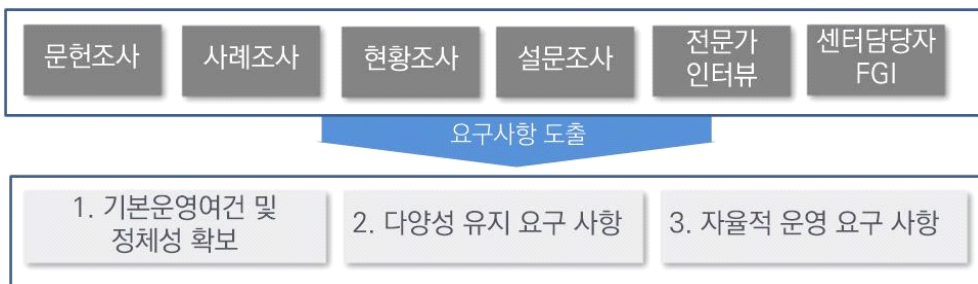 문헌조사
사례조사
현황조사
설문조사
전문가
인터뷰
센터담당자
FGI
요구사항 도출
1. 기본운영여건 및
정체성 확보
2. 다양성 유지 요구 사항
3. 자율적 운영 요구 사항